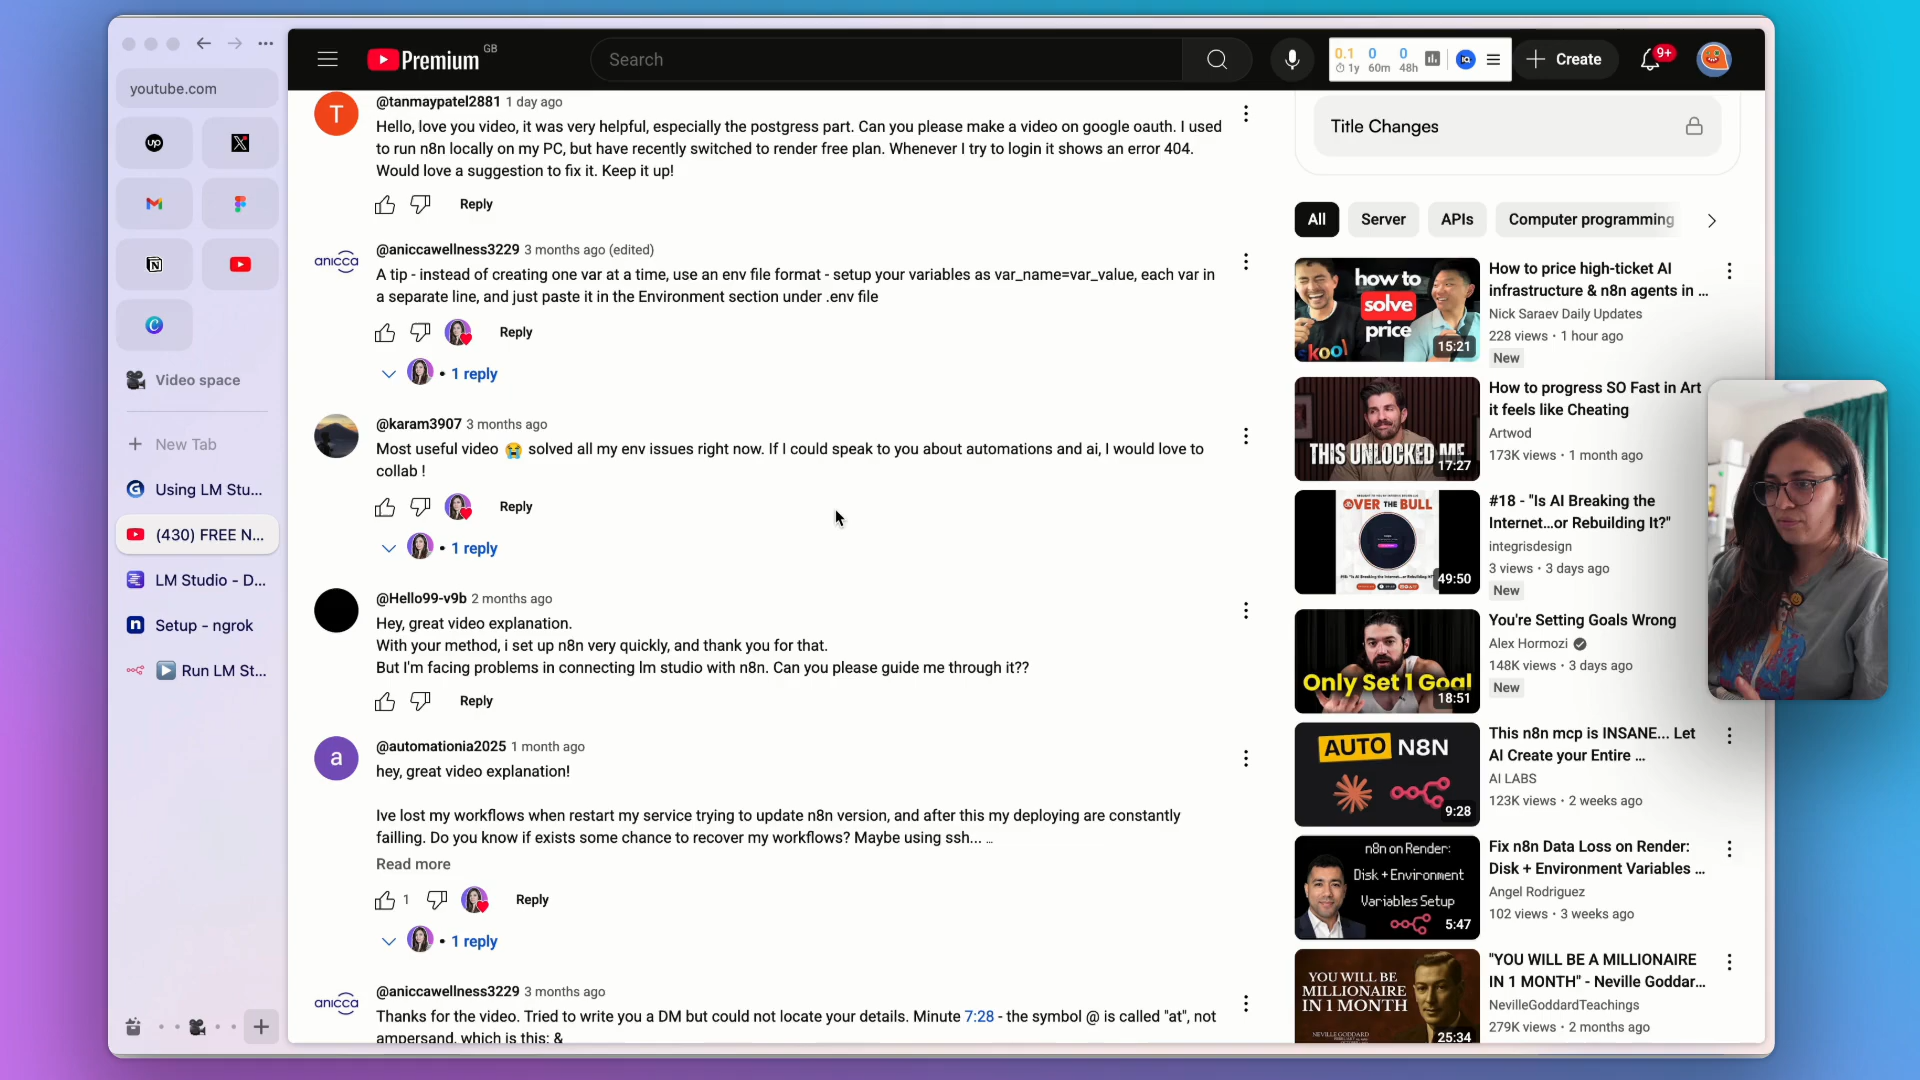 youtube.com
Video space
New Tab
Using LM Stu...
(430) FREE N...
LM Studio - D...
Setup - ngrok
Run LM St...
Premium GB
Search
0.1 0 0
1y 60m 48h
IQ
Create
9+
T
@tanmaypatel2881 1 day ago
Hello, love you video, it was very helpful, especially the postgress part. Can you please make a video on google oauth. I used
to run n8n locally on my PC, but have recently switched to render free plan. Whenever I try to login it shows an error 404.
Would love a suggestion to fix it. Keep it up!
Reply
anicca
@aniccawellness3229 3 months ago (edited)
A tip - instead of creating one var at a time, use an env file format - setup your variables as var_name=var_value, each var in
a separate line, and just paste it in the Environment section under .env file
Reply
• 1 reply
@karam3907 3 months ago
Most useful video 😭 solved all my env issues right now. If I could speak to you about automations and ai, I would love to
collab !
Reply
• 1 reply
@Hello99-v9b 2 months ago
Hey, great video explanation.
With your method, i set up n8n very quickly, and thank you for that.
But I'm facing problems in connecting lm studio with n8n. Can you please guide me through it??
Reply
a
@automationia2025 1 month ago
hey, great video explanation!
Ive lost my workflows when restart my service trying to update n8n version, and after this my deploying are constantly
failling. Do you know if exists some chance to recover my workflows? Maybe using ssh... ...
Read more
1
Reply
• 1 reply
anicca
@aniccawellness3229 3 months ago
Thanks for the video. Tried to write you a DM but could not locate your details. Minute 7:28 - the symbol @ is called "at", not
ampersand, which is this: &
Title Changes
All
Server
APIs
Computer programming
how to
solve
price
skool
15:21
How to price high-ticket AI
infrastructure & n8n agents in ...
Nick Saraev Daily Updates
228 views • 1 hour ago
New
THIS UNLOCKED ME
17:27
How to progress SO Fast in Art
it feels like Cheating
Artwod
173K views • 1 month ago
OVER THE BULL
49:50
#18 - "Is AI Breaking the
Internet...or Rebuilding It?"
integrisdesign
3 views • 3 days ago
New
Only Set 1 Goal
18:51
You're Setting Goals Wrong
Alex Hormozi
148K views • 3 days ago
New
AUTO N8N
9:28
This n8n mcp is INSANE... Let
AI Create your Entire ...
AI LABS
123K views • 2 weeks ago
n8n on Render:
Disk + Environment
Variables Setup
5:47
Fix n8n Data Loss on Render:
Disk + Environment Variables ...
Angel Rodriguez
102 views • 3 weeks ago
YOU WILL BE
MILLIONAIRE
IN 1 MONTH
NEVILLE GODDARD
25:34
"YOU WILL BE A MILLIONAIRE
IN 1 MONTH" - Neville Goddar...
NevilleGoddardTeachings
279K views • 2 months ago